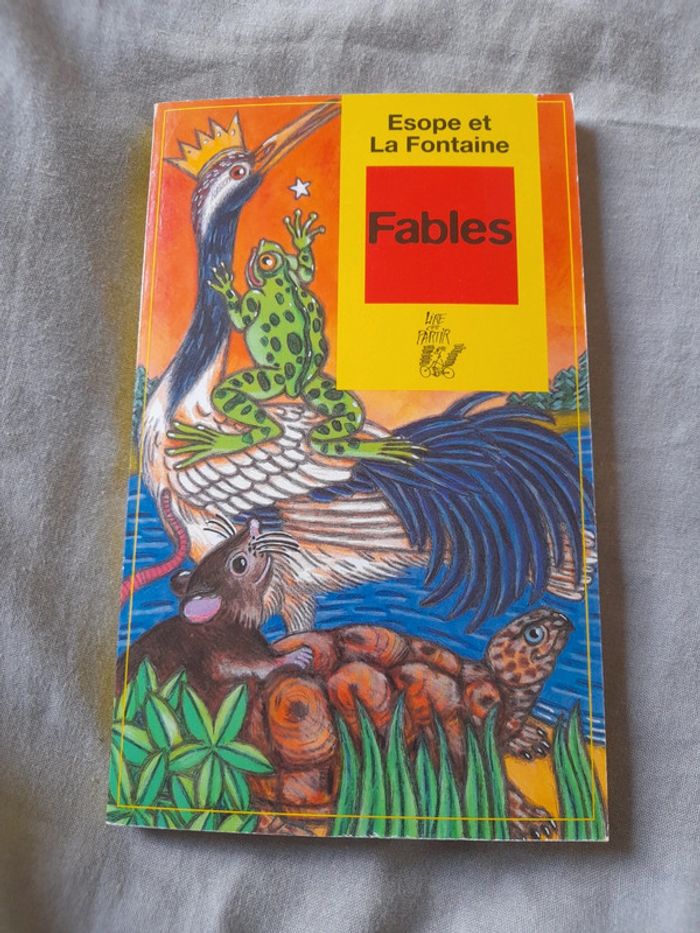 Esope et
La Fontaine
Fables
LIRE
c'est
PARTIR